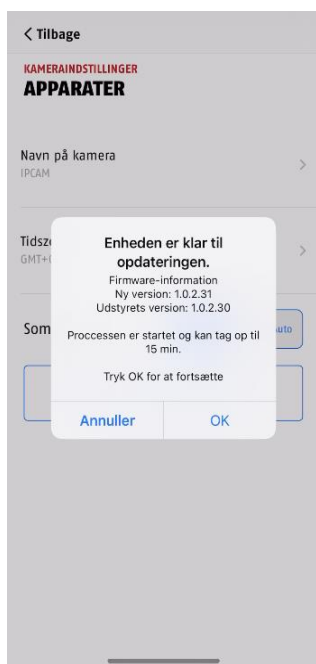 Tilbage
KAMERAINDSTILLINGER
APPARATER
Navn på kamera
IPCAM
Tidsz
GMT+
Enheden er klar til
opdateringen.
Firmware-information
Ny version: 1.0.2.31
Udstyrets version: 1.0.2.30
Som
uto
Proccessen er startet og kan tag op til
15 min.
Tryk OK for at fortsætte
Annuller
OK